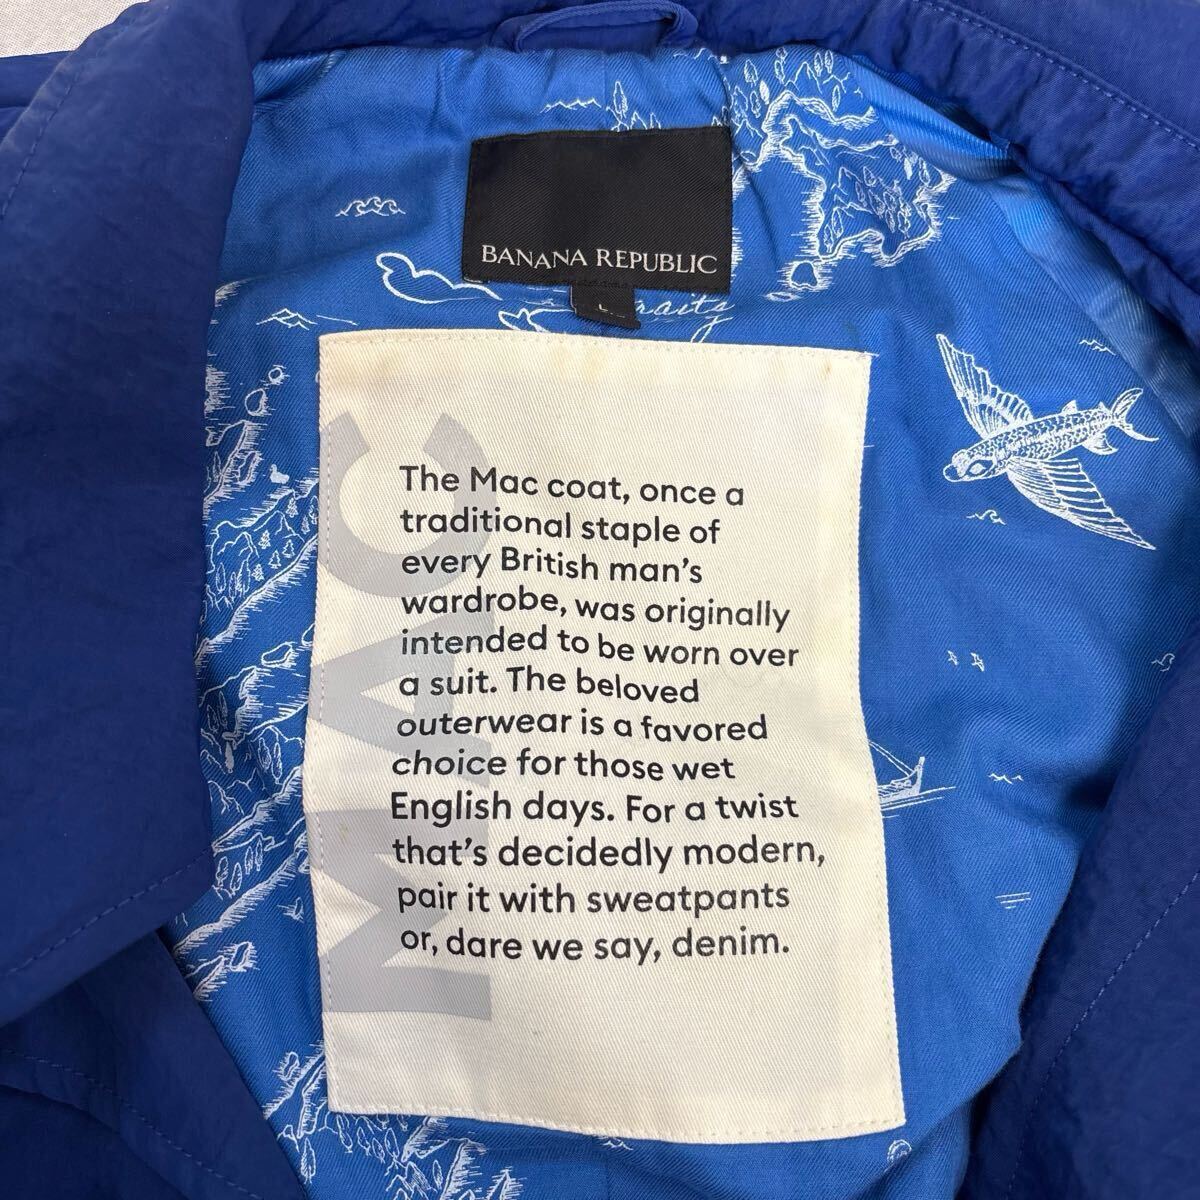 BANANA REPUBLIC
L
MAC
The Mac coat, once a
traditional staple of
every British man's
wardrobe, was originally
intended to be worn over
a suit. The beloved
outerwear is a favored
choice for those wet
English days. For a twist
that's decidedly modern,
pair it with sweatpants
or, dare we say, denim.